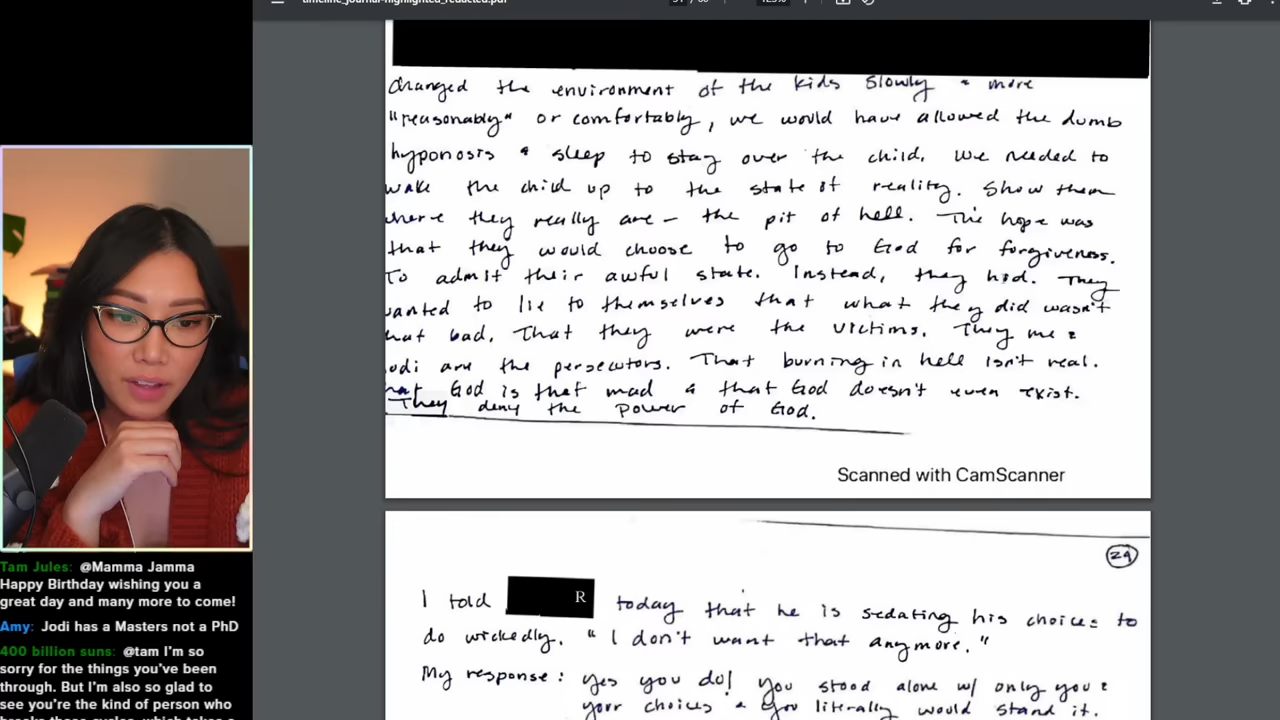 timeline_journal-highlighted_redacted.pdf
changed the environment of the kids slowly & more
"reasonably" or comfortably, we would have allowed the dumb
hyponosis & sleep to stay over the child. We needed to
wake the child up to the state of reality. Show them
where they really are – the pit of hell. The hope was
that they would choose to go to God for forgiveness.
To admit their awful state. Instead, they hid. They
wanted to lie to themselves that what they did wasn't
that bad. That they were the victims. They me &
odi are the persecutors. That burning in hell isn't real.
hat God is that mad & that God doesn't even exist.
They deny the power of God.
Scanned with CamScanner
29
I told R today that he is sedating his choices to
do wickedly. "I don't want that anymore."
My response: yes you do! You stood alone w/ only you &
your choices & you literally would stand it.
Tam Jules: @Mamma Jamma
Happy Birthday wishing you a
great day and many more to come!
Amy: Jodi has a Masters not a PhD
400 billion suns: @tam I'm so
sorry for the things you've been
through. But I'm also so glad to
see you're the kind of person who